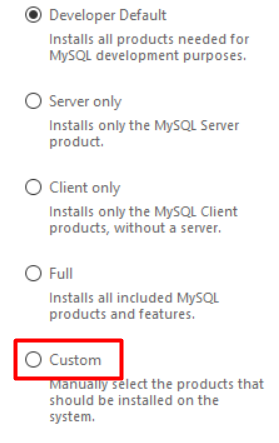 Developer Default
Installs all products needed for
MySQL development purposes.
Server only
Installs only the MySQL Server
product.
Client only
Installs only the MySQL Client
products, without a server.
Full
Installs all included MySQL
products and features.
Custom
Manually select the products that
should be installed on the
system.